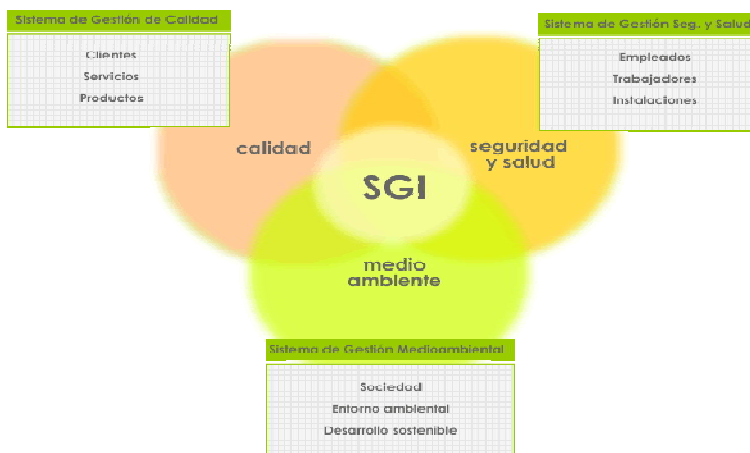 Sistema de Gestión de Calidad
Clientes
Servicios
Productos
Sistema de Gestión Seg. y Salud
Empleados
Trabajadores
Instalaciones
calidad
seguridad
y salud
SGI
medio
ambiente
Sistema de Gestión Medioambiental
Sociedad
Entorno ambiental
Desarrollo sostenible